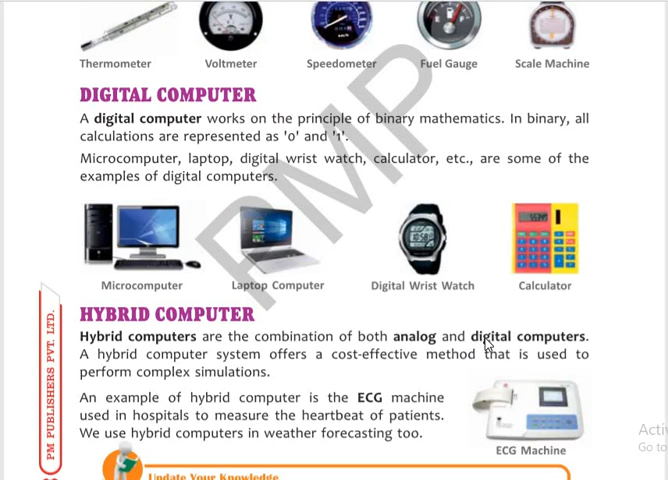 Thermometer Voltmeter Speedometer Fuel Gauge Scale Machine
DIGITAL COMPUTER
A digital computer works on the principle of binary mathematics. In binary, all
calculations are represented as '0' and '1'.
Microcomputer, laptop, digital wrist watch, calculator, etc., are some of the
examples of digital computers.
PMP
Microcomputer Laptop Computer Digital Wrist Watch Calculator
HYBRID COMPUTER
Hybrid computers are the combination of both analog and digital computers.
A hybrid computer system offers a cost-effective method that is used to
perform complex simulations.
An example of hybrid computer is the ECG machine
used in hospitals to measure the heartbeat of patients.
We use hybrid computers in weather forecasting too.
ECG Machine
PM PUBLISHERS PVT. LTD.
Update Your Knowledge
Activ
Go to